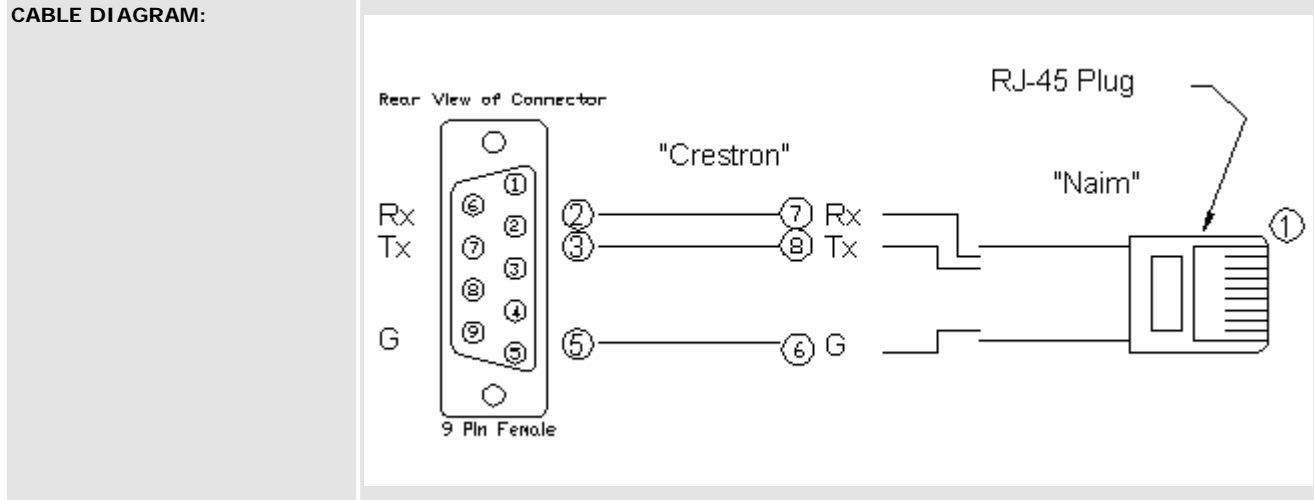 CABLE DIAGRAM:
RJ-45 Plug
Rear View of Connector
"Crestron"
"Naim"
1
6
2
7
3
8
4
9
5
Rx 2 7 Rx
1
Tx 3 8 Tx
G 5 6 G
9 Pin Female